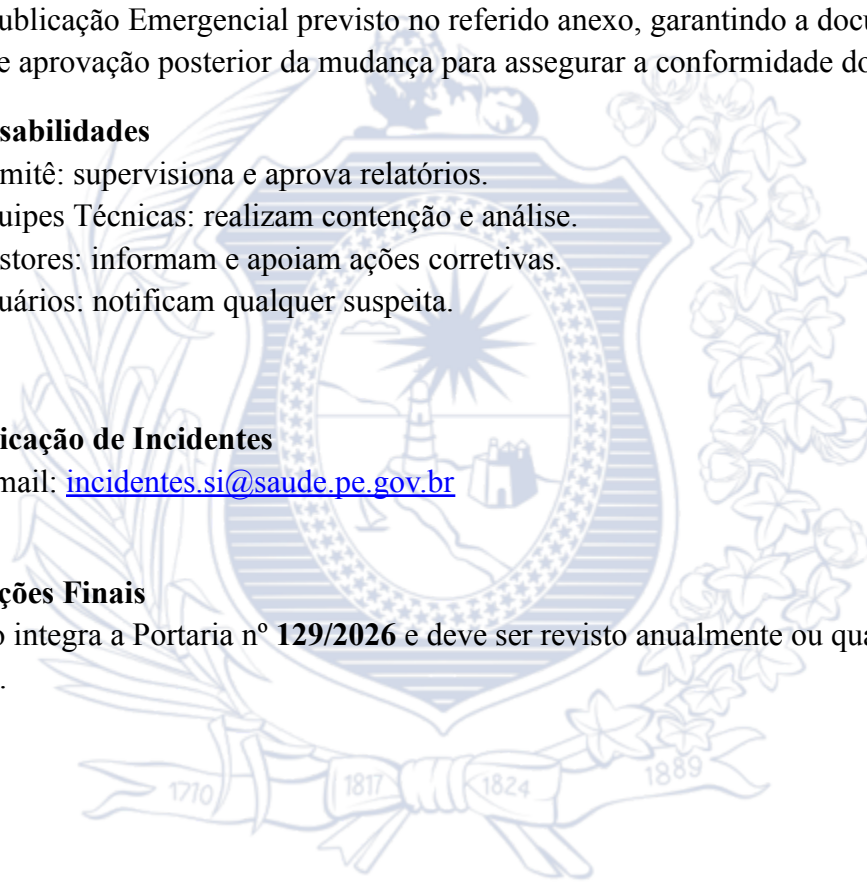 ublicação Emergencial previsto no referido anexo, garantindo a docu
e aprovação posterior da mudança para assegurar a conformidade do
sabilidades
mitê: supervisiona e aprova relatórios.
uipes Técnicas: realizam contenção e análise.
stores: informam e apoiam ações corretivas.
uários: notificam qualquer suspeita.
icação de Incidentes
mail: incidentes.si@saude.pe.gov.br
ções Finais
o integra a Portaria nº 129/2026 e deve ser revisto anualmente ou qua
.
1710 1817 1824 1889